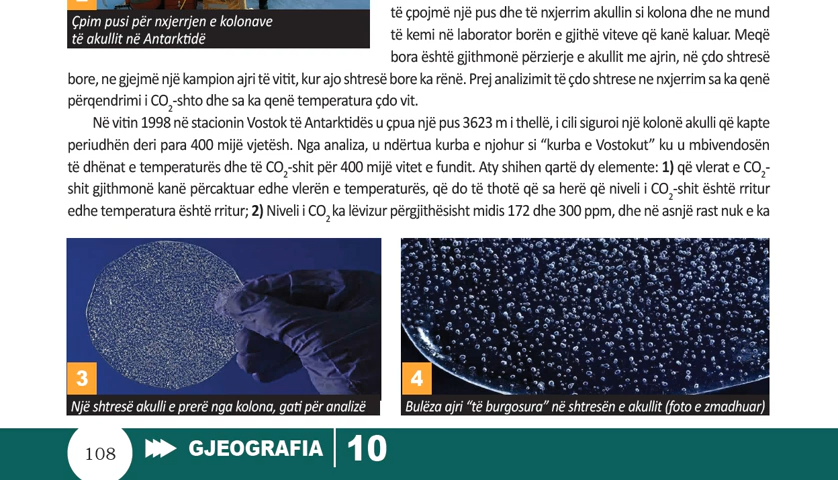 të çpojmë një pus dhe të nxjerrim akullin si kolona dhe ne mund
të kemi në laborator borën e gjithë viteve që kanë kaluar. Meqë
bora është gjithmonë përzierje e akullit me ajrin, në çdo shtresë
bore, ne gjejmë një kampion ajri të vitit, kur ajo shtresë bore ka rënë. Prej analizimit të çdo shtrese ne nxjerrim sa ka qenë
përqendrimi i CO2-shto dhe sa ka qenë temperatura çdo vit.
Në vitin 1998 në stacionin Vostok të Antarktidës u çpua një pus 3623 m i thellë, i cili siguroi një kolonë akulli që kapte
periudhën deri para 400 mijë vjetësh. Nga analiza, u ndërtua kurba e njohur si “kurba e Vostokut” ku u mbivendosën
të dhënat e temperaturës dhe të CO2-shit për 400 mijë vitet e fundit. Aty shihen qartë dy elemente: 1) që vlerat e CO2-
shit gjithmonë kanë përcaktuar edhe vlerën e temperaturës, që do të thotë që sa herë që niveli i CO2-shit është rritur
edhe temperatura është rritur; 2) Niveli i CO2 ka lëvizur përgjithësisht midis 172 dhe 300 ppm, dhe në asnjë rast nuk e ka
Çpim pusi për nxjerrjen e kolonave
të akullit në Antarktidë
3
Një shtresë akulli e prerë nga kolona, gati për analizë
4
Bulëza ajri “të burgosura” në shtresën e akullit (foto e zmadhuar)
108 GJEOGRAFIA 10